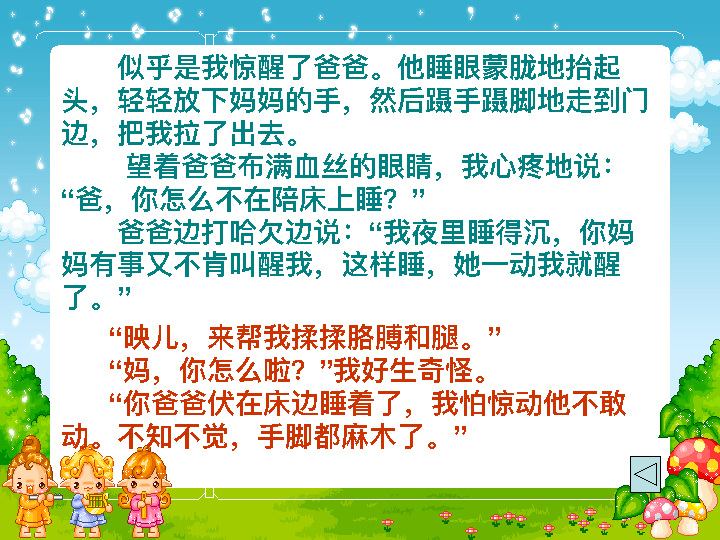 似乎是我惊醒了爸爸。他睡眼蒙胧地抬起
头，轻轻放下妈妈的手，然后蹑手蹑脚地走到门
边，把我拉了出去。
望着爸爸布满血丝的眼睛，我心疼地说：
“爸，你怎么不在陪床上睡？”
爸爸边打哈欠边说：“我夜里睡得沉，你妈
妈有事又不肯叫醒我，这样睡，她一动我就醒
了。”
“映儿，来帮我揉揉胳膊和腿。”
“妈，你怎么啦？”我好生奇怪。
“你爸爸伏在床边睡着了，我怕惊动他不敢
动。不知不觉，手脚都麻木了。”